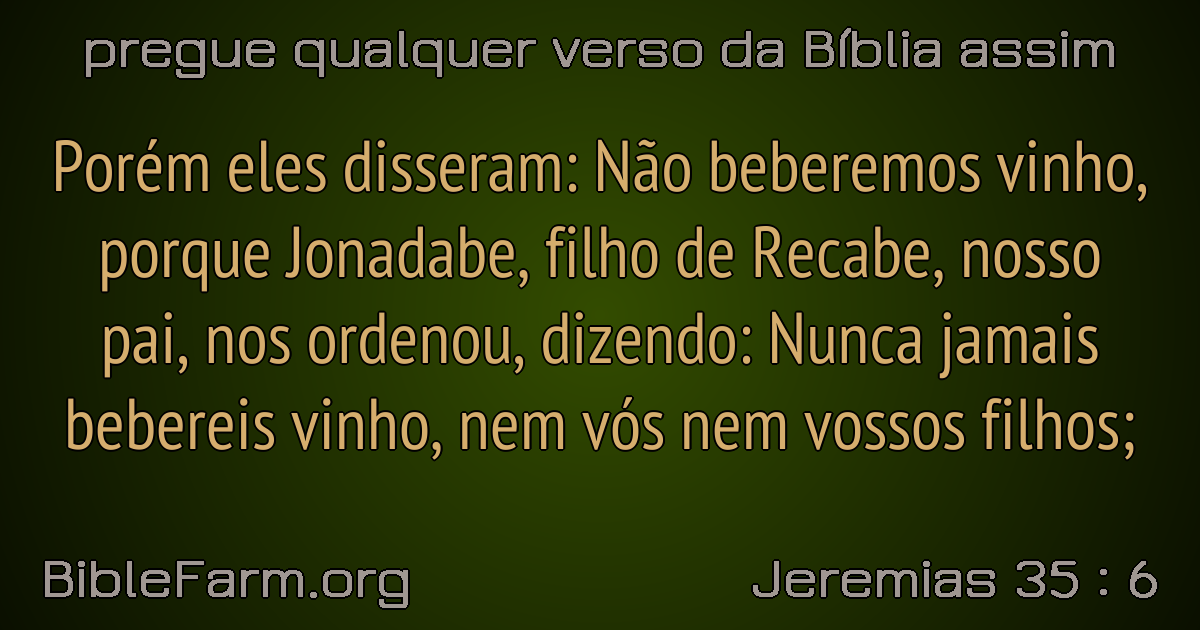 pregue qualquer verso da Bíblia assim
Porém eles disseram: Não beberemos vinho,
porque Jonadabe, filho de Recabe, nosso
pai, nos ordenou, dizendo: Nunca jamais
bebereis vinho, nem vós nem vossos filhos;
BibleFarm.org
Jeremias 35 : 6